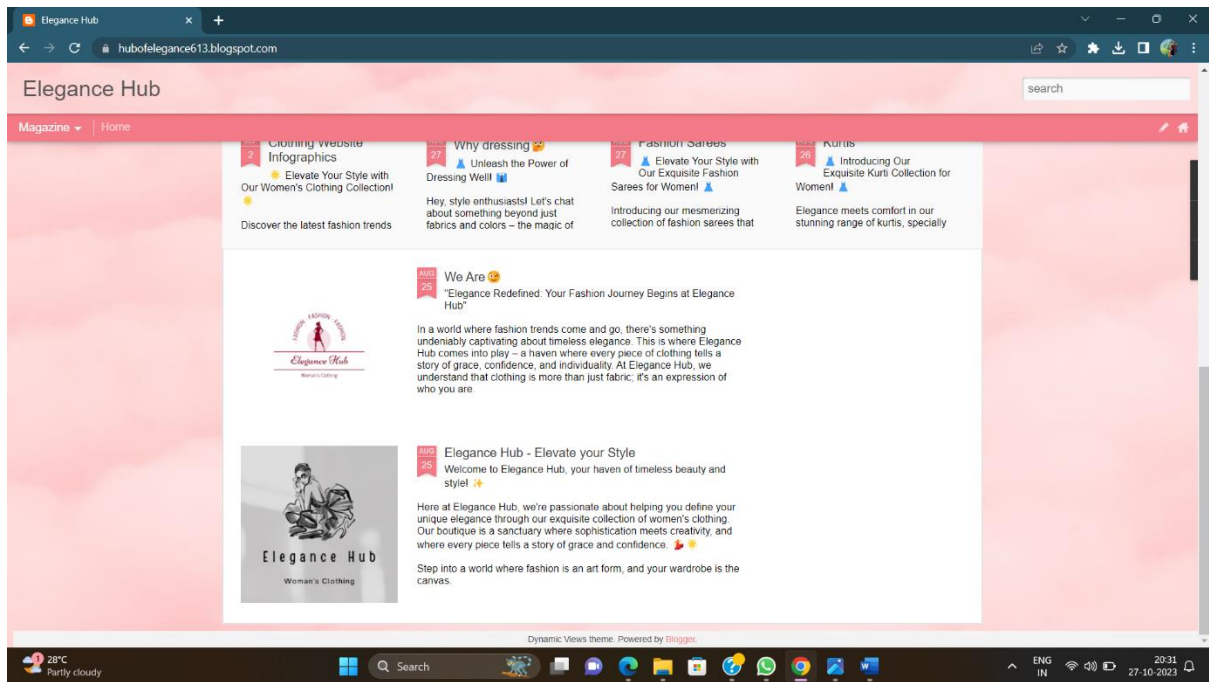 Elegance Hub
hubofelegance613.blogspot.com
Elegance Hub
search
Magazine
Home
2
Clothing Website
Infographics
🌟 Elevate Your Style with
Our Women's Clothing Collection!
🌟
Discover the latest fashion trends
27
Why dressing🤔
👗 Unleash the Power of
Dressing Well! 👔
Hey, style enthusiasts! Let's chat
about something beyond just
fabrics and colors – the magic of
27
Fashion Sarees
👗 Elevate Your Style with
Our Exquisite Fashion
Sarees for Women! 👗
Introducing our mesmerizing
collection of fashion sarees that
26
Kurtis
👗 Introducing Our
Exquisite Kurti Collection for
Women! 👗
Elegance meets comfort in our
stunning range of kurtis, specially
FASHION · FASHION · FASHION
Elegance Hub
Woman's Clothing
AUG
25
We Are 😉
"Elegance Redefined: Your Fashion Journey Begins at Elegance
Hub"
In a world where fashion trends come and go, there's something
undeniably captivating about timeless elegance. This is where Elegance
Hub comes into play – a haven where every piece of clothing tells a
story of grace, confidence, and individuality. At Elegance Hub, we
understand that clothing is more than just fabric; it's an expression of
who you are.
Elegance Hub
Woman's Clothing
AUG
25
Elegance Hub - Elevate your Style
Welcome to Elegance Hub, your haven of timeless beauty and
style! ✨
Here at Elegance Hub, we're passionate about helping you define your
unique elegance through our exquisite collection of women's clothing.
Our boutique is a sanctuary where sophistication meets creativity, and
where every piece tells a story of grace and confidence. 💃🌟
Step into a world where fashion is an art form, and your wardrobe is the
canvas.
Dynamic Views theme. Powered by Blogger.
1
28°C
Partly cloudy
Search
ENG
IN
20:31
27-10-2023